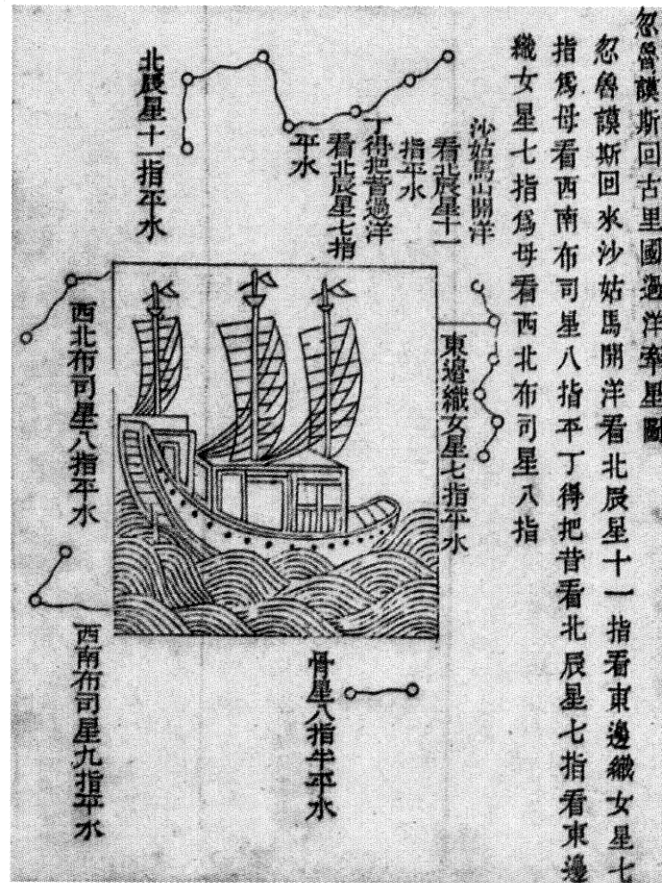 忽魯謨斯回古里國過洋牽星圖
忽魯謨斯回來沙姑馬開洋看北辰星十一指看東邊織女星七
指爲母看西南布司星八指平丁得把昔看北辰星七指看東邊
織女星七指爲母看西北布司星八指
沙姑馬山開洋
看北辰星十一
指平水
丁得把昔過洋
看北辰星七指
平水
北辰星十一指平水
東邊織女星七指平水
西北布司星八指平水
西南布司星九指平水
骨星八指半平水